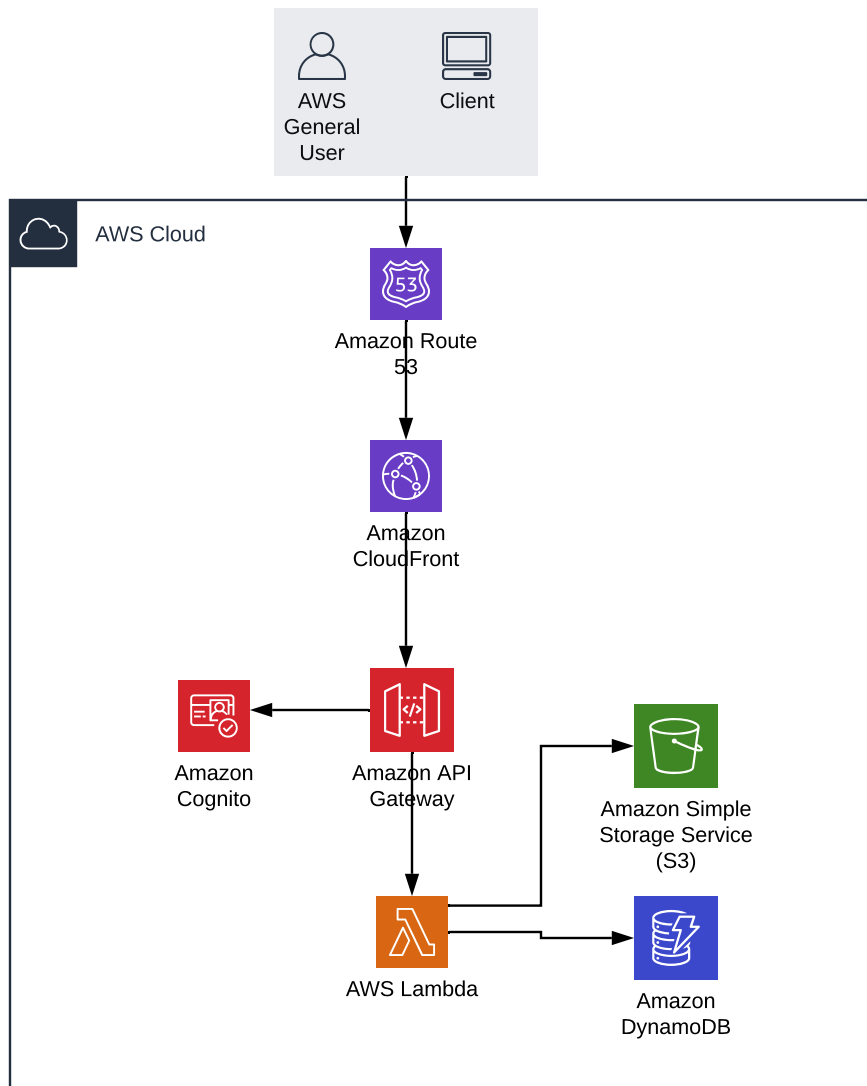 AWS
General
User
Client
AWS Cloud
53
Amazon Route
53
Amazon
CloudFront
</>
Amazon
Cognito
Amazon API
Gateway
Amazon Simple
Storage Service
(S3)
AWS Lambda
Amazon
DynamoDB